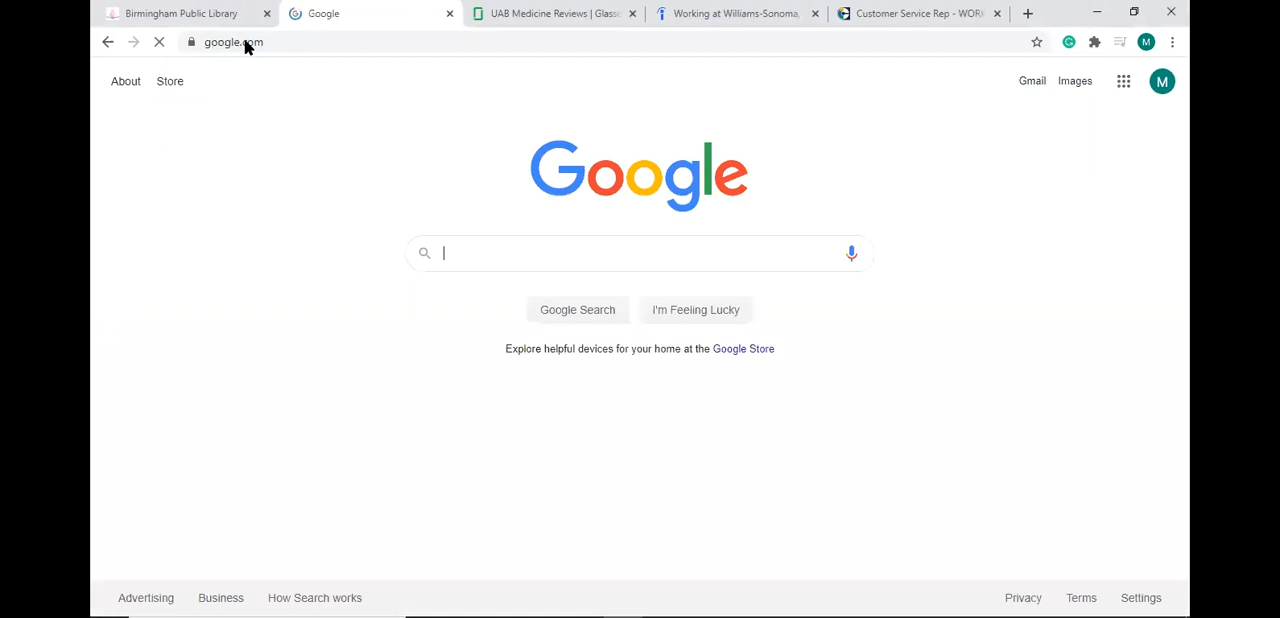 Birmingham Public Library
Google
UAB Medicine Reviews | Glass
Working at Williams-Sonoma,
Customer Service Rep - WORK
google.com
M
About
Store
Gmail
Images
M
Google
Google Search
I'm Feeling Lucky
Explore helpful devices for your home at the Google Store
Advertising
Business
How Search works
Privacy
Terms
Settings